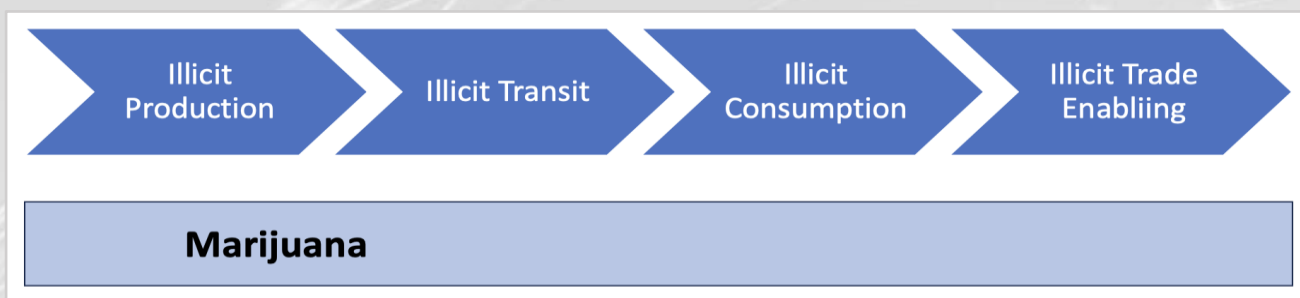 Illicit
Production
Illicit Transit
Illicit
Consumption
Illicit Trade
Enabliing
Marijuana